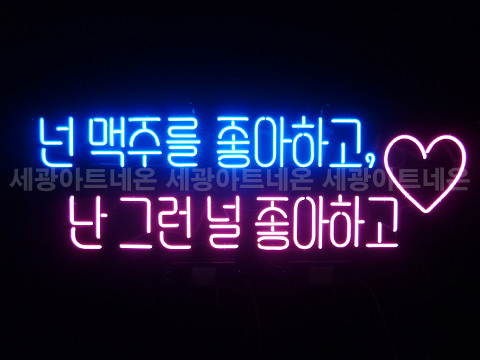 넌 맥주를 좋아하고,
세광아트네온 세광아트네온 세광아트네온
난 그런 널 좋아하고